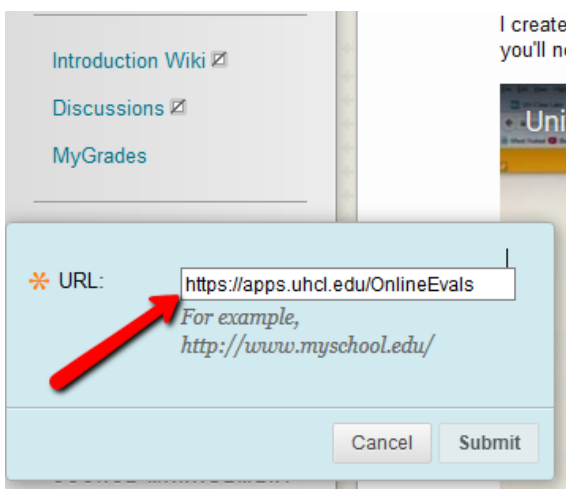 I create
you'll n
Introduction Wiki
Discussions
MyGrades
Uni
* URL:
https://apps.uhcl.edu/OnlineEvals
For example,
http://www.myschool.edu/
Cancel Submit